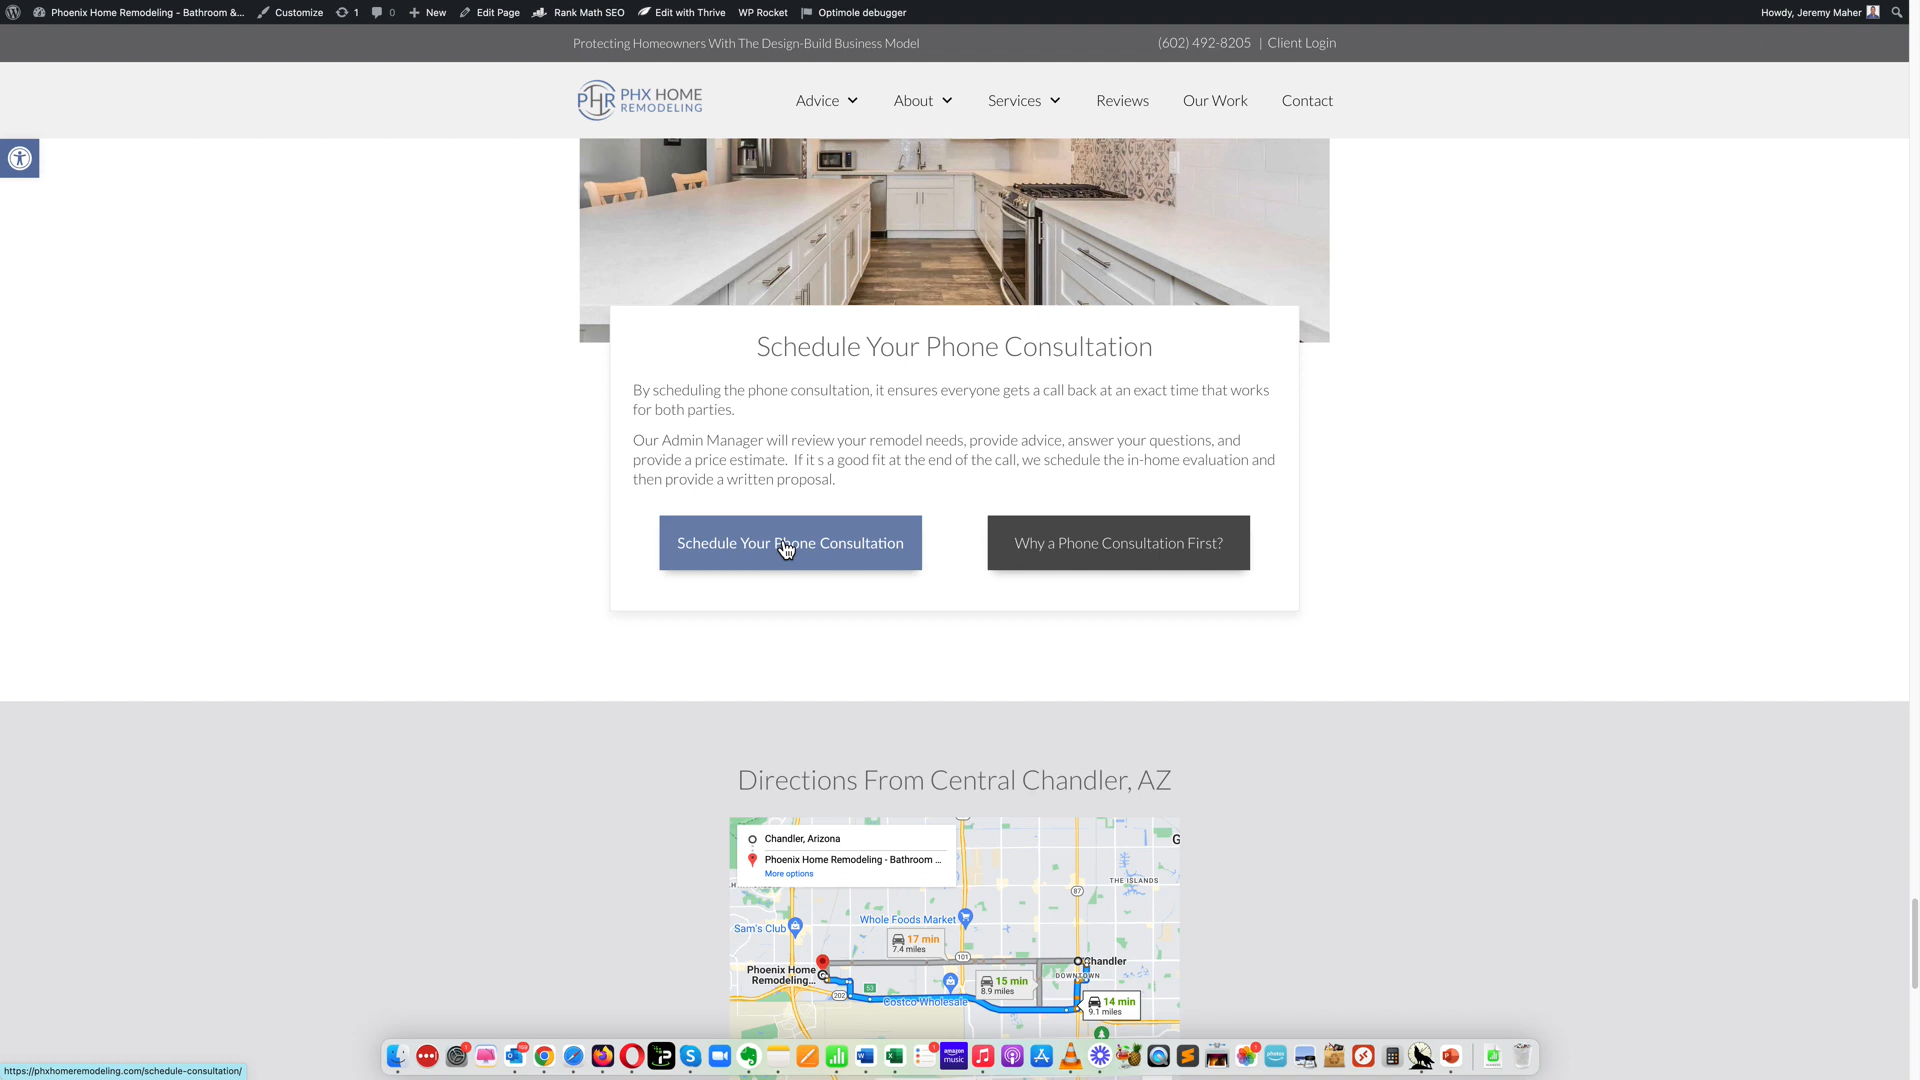 Phoenix Home Remodeling - Bathroom &... Customize 1 0 New Edit Page Rank Math SEO Edit with Thrive WP Rocket Optimole debugger Howdy, Jeremy Maher
Protecting Homeowners With The Design-Build Business Model (602) 492-8205 | Client Login
PHR PHX HOME
REMODELING
Advice About Services Reviews Our Work Contact
Schedule Your Phone Consultation
By scheduling the phone consultation, it ensures everyone gets a call back at an exact time that works
for both parties.
Our Admin Manager will review your remodel needs, provide advice, answer your questions, and
provide a price estimate. If it s a good fit at the end of the call, we schedule the in-home evaluation and
then provide a written proposal.
Schedule Your Phone Consultation Why a Phone Consultation First?
Directions From Central Chandler, AZ
Chandler, Arizona
Phoenix Home Remodeling - Bathroom ...
More options
G
THE ISLANDS
87
Whole Foods Market
Sam's Club
17 min
7.4 miles
101
Chandler
DOWNTOWN
Phoenix Home
Remodeling...
15 min
8.9 miles
53
202
Costco Wholesale
14 min
9.1 miles
amazon
music
https://phxhomeremodeling.com/schedule-consultation/